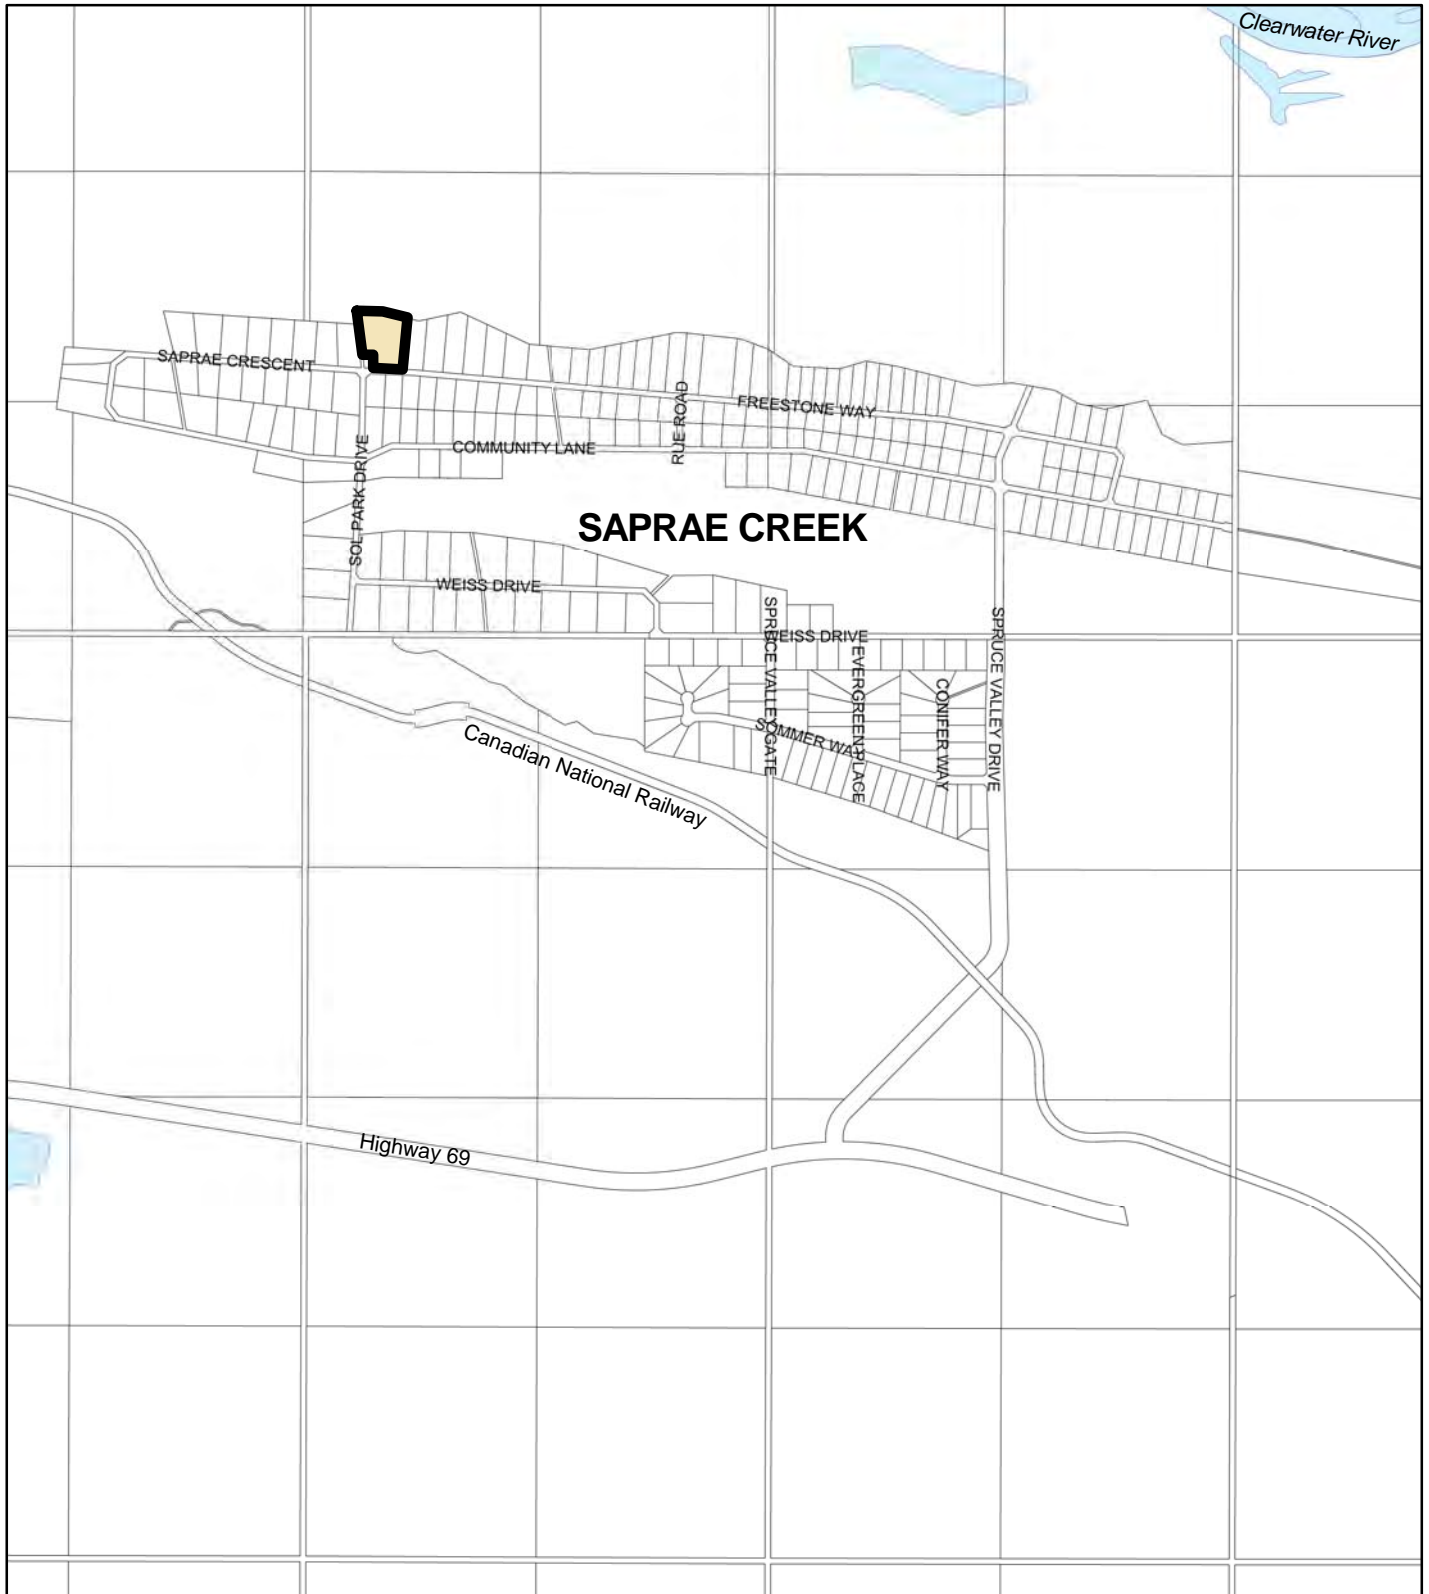 Clearwater River
SAPRAE CRESCENT
FREESTONE WAY
RUE ROAD
COMMUNITY LANE
SOL PARK DRIVE
SAPRAE CREEK
WEISS DRIVE
WEISS DRIVE
SPRUCE VALLEY GATE
EVERGREEN PLACE
CONIFER WAY
SPRUCE VALLEY DRIVE
SOMMER WAY
Canadian National Railway
Highway 69